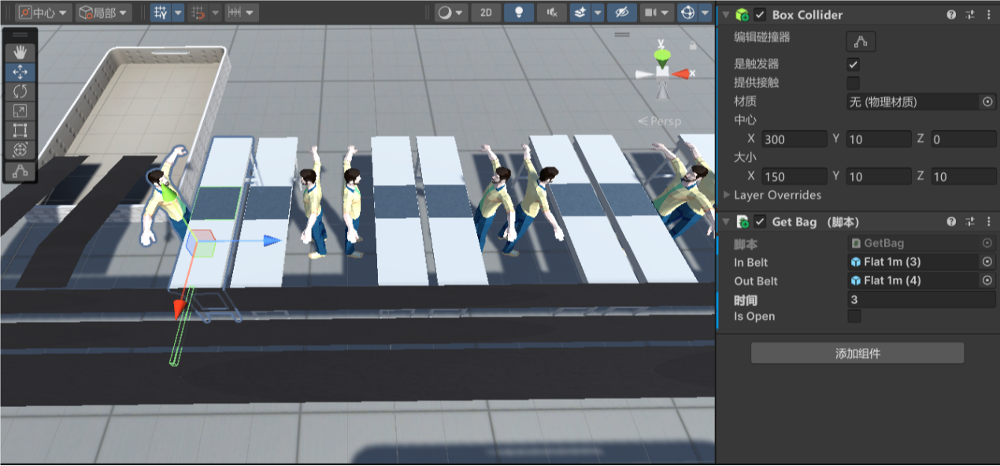 中心 局部 2D
y
x
Persp
Box Collider
编辑碰撞器
是触发器
提供接触
材质 无 (物理材质)
中心
X 300 Y 10 Z 0
大小
X 150 Y 10 Z 10
Layer Overrides
Get Bag (脚本)
脚本 GetBag
In Belt Flat 1m (3)
Out Belt Flat 1m (4)
时间 3
Is Open
添加组件